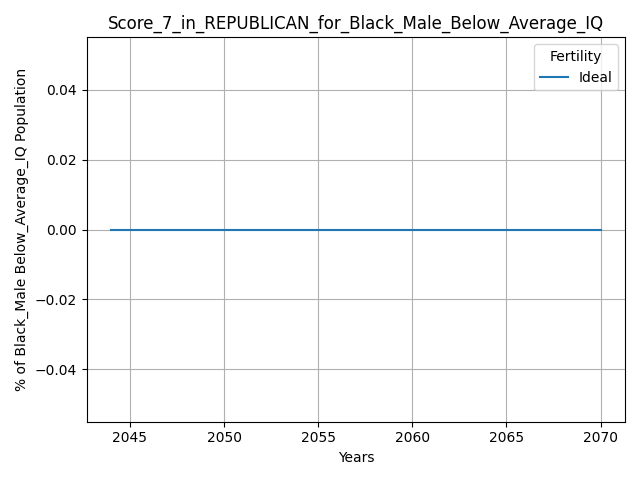 Score_7_in_REPUBLICAN_for_Black_Male_Below_Average_IQ
Fertility
Ideal
% of Black_Male Below_Average_IQ Population
0.04
0.02
0.00
−0.02
−0.04
2045 2050 2055 2060 2065 2070
Years